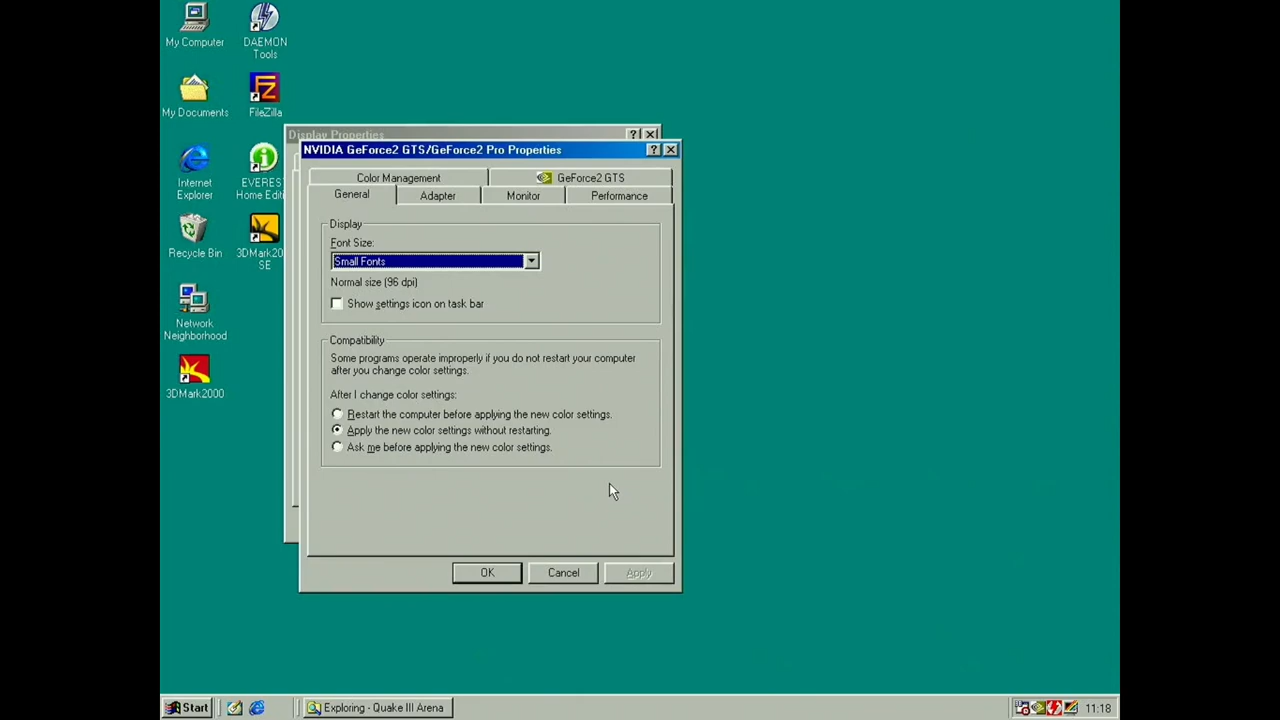 My Computer
DAEMON
Tools
My Documents
FileZilla
Internet
Explorer
EVEREST
Home Edit
Recycle Bin
3DMark20
SE
Network
Neighborhood
3DMark2000
Display Properties
NVIDIA GeForce2 GTS/GeForce2 Pro Properties
Color Management
GeForce2 GTS
General
Adapter
Monitor
Performance
Display
Font Size:
Small Fonts
Normal size (96 dpi)
Show settings icon on task bar
Compatibility
Some programs operate improperly if you do not restart your computer
after you change color settings.
After I change color settings:
Restart the computer before applying the new color settings.
Apply the new color settings without restarting.
Ask me before applying the new color settings.
OK
Cancel
Apply
Start
Exploring - Quake III Arena
11:18